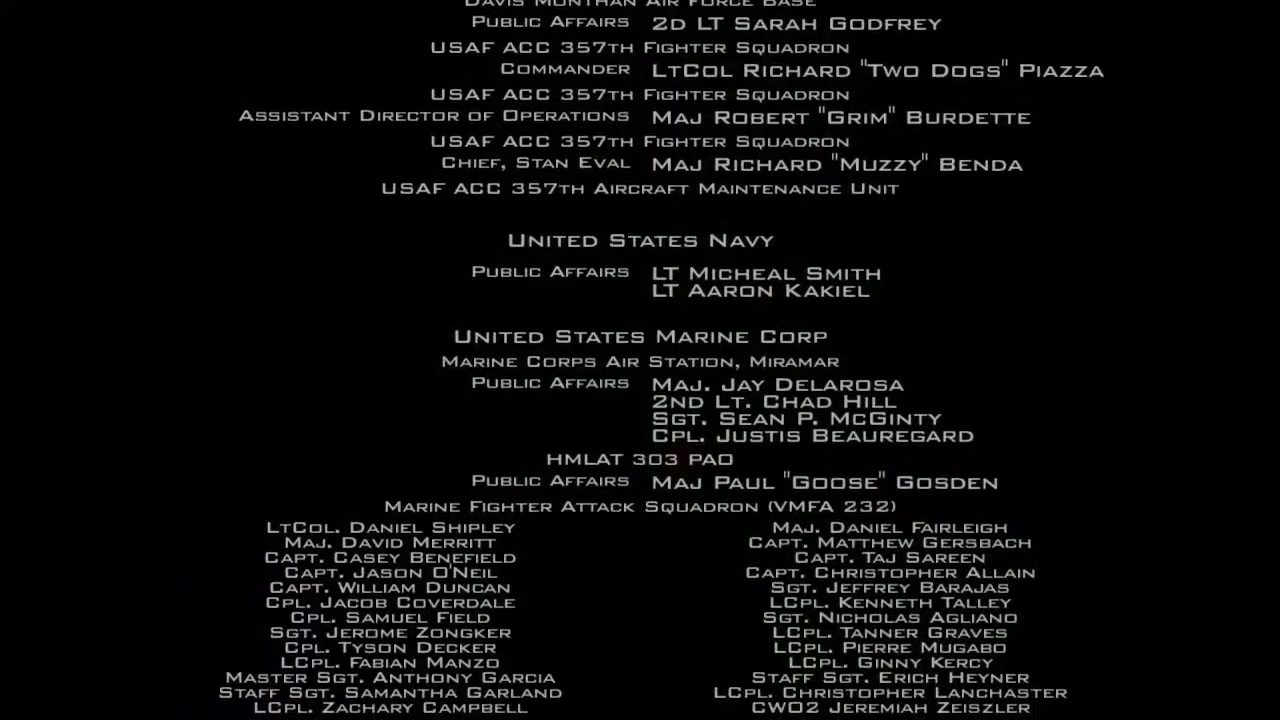 Davis Monthan Air Force Base
Public Affairs 2d LT Sarah Godfrey
USAF ACC 357th Fighter Squadron
Commander LtCol Richard "Two Dogs" Piazza
USAF ACC 357th Fighter Squadron
Assistant Director of Operations Maj Robert "Grim" Burdette
USAF ACC 357th Fighter Squadron
Chief, Stan Eval Maj Richard "Muzzy" Benda
USAF ACC 357th Aircraft Maintenance Unit
United States Navy
Public Affairs LT Micheal Smith
LT Aaron Kakiel
United States Marine Corp
Marine Corps Air Station, Miramar
Public Affairs Maj. Jay Delarosa
2nd Lt. Chad Hill
Sgt. Sean P. McGinty
Cpl. Justis Beauregard
HMLAT 303 PAO
Public Affairs Maj Paul "Goose" Gosden
Marine Fighter Attack Squadron (VMFA 232)
LtCol. Daniel Shipley Maj. Daniel Fairleigh
Maj. David Merritt Capt. Matthew Gersbach
Capt. Casey Benefield Capt. Taj Sareen
Capt. Jason O'Neil Capt. Christopher Allain
Capt. William Duncan Sgt. Jeffrey Barajas
Cpl. Jacob Coverdale LCpl. Kenneth Talley
Cpl. Samuel Field Sgt. Nicholas Agliano
Sgt. Jerome Zongker LCpl. Tanner Graves
Cpl. Tyson Decker LCpl. Pierre Mugabo
LCpl. Fabian Manzo LCpl. Ginny Kercy
Master Sgt. Anthony Garcia Staff Sgt. Erich Heyner
Staff Sgt. Samantha Garland LCpl. Christopher Lanchaster
LCpl. Zachary Campbell CWO2 Jeremiah Zeiszler